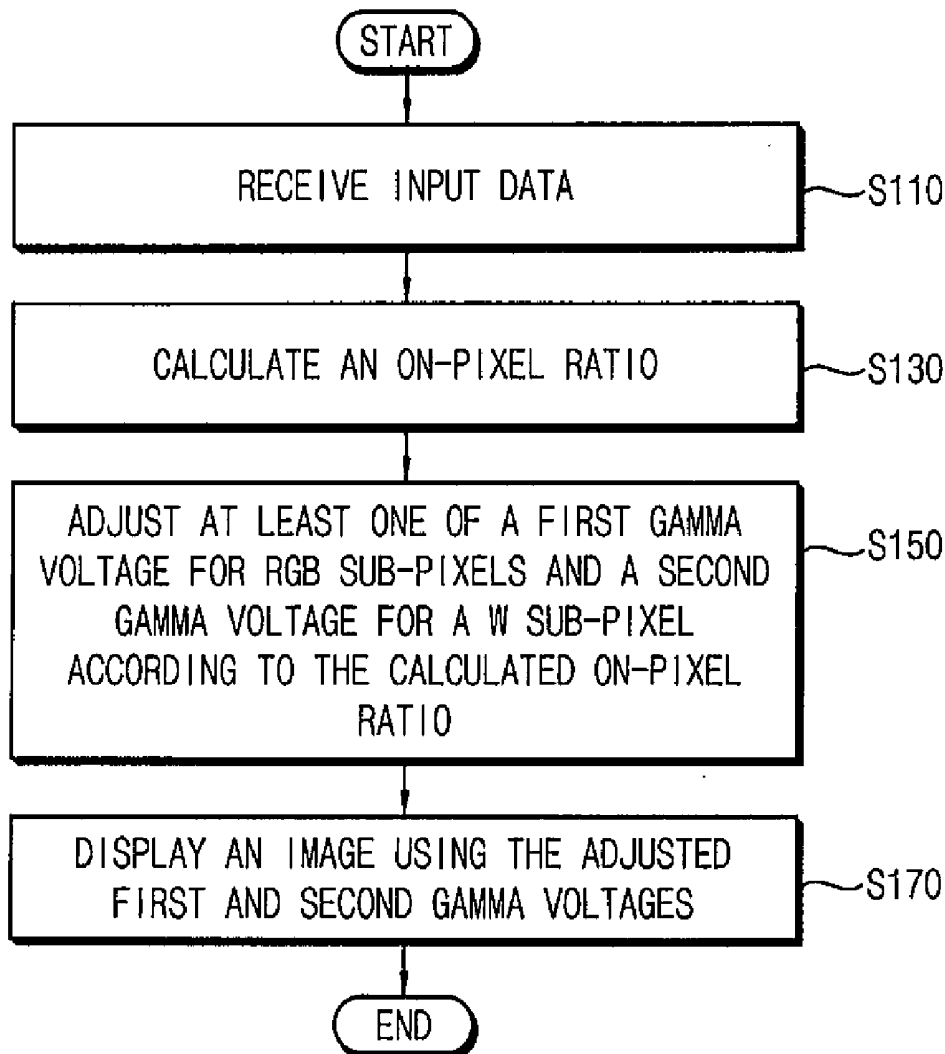 START
RECEIVE INPUT DATA
S110
CALCULATE AN ON-PIXEL RATIO
S130
ADJUST AT LEAST ONE OF A FIRST GAMMA
VOLTAGE FOR RGB SUB-PIXELS AND A SECOND
GAMMA VOLTAGE FOR A W SUB-PIXEL
ACCORDING TO THE CALCULATED ON-PIXEL
RATIO
S150
DISPLAY AN IMAGE USING THE ADJUSTED
FIRST AND SECOND GAMMA VOLTAGES
S170
END